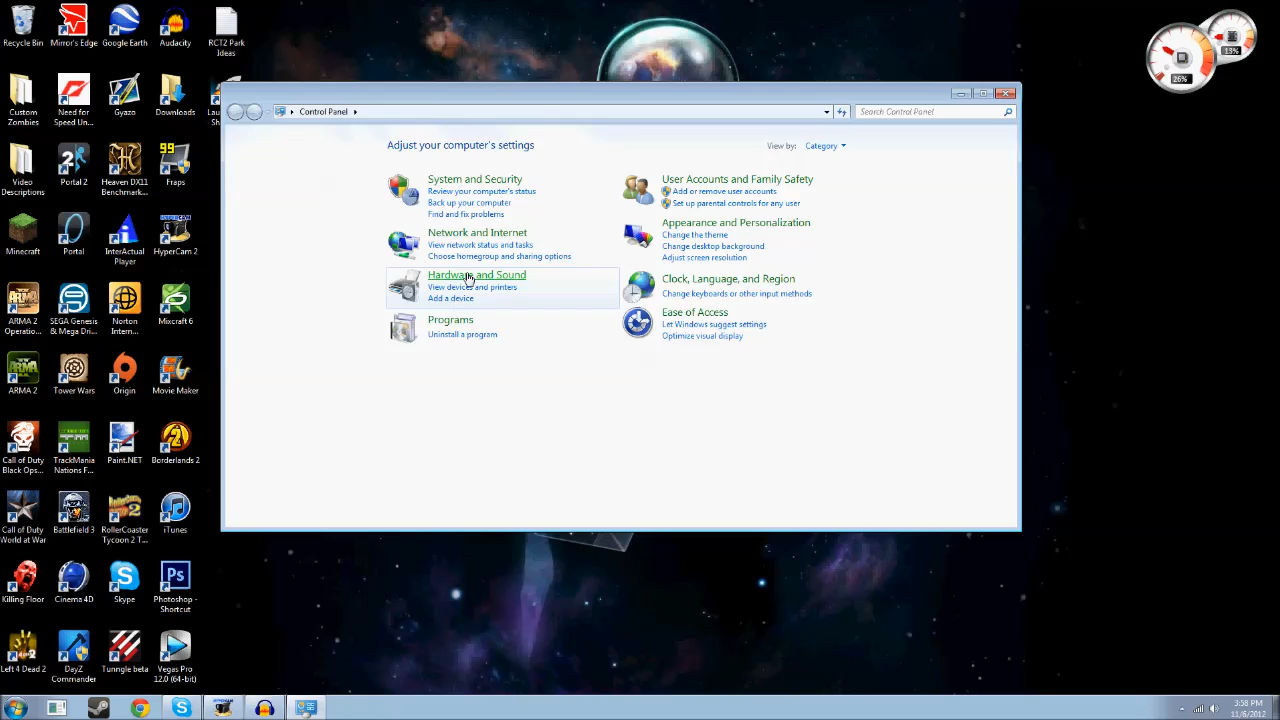 Recycle Bin
Mirror's Edge
Google Earth
Audacity
RCT2 Park
Ideas
Custom
Zombies
Need for
Speed Un...
Gyazo
Downloads
Video
Descriptions
Portal 2
Heaven DX11
Benchmark...
99
Fraps
Minecraft
Portal
InterActual
Player
HyperCam 2
ARMA 2
Operatio...
SEGA Genesis
& Mega Dri...
Norton
Intern...
Mixcraft 6
ARMA 2
Tower Wars
Origin
Movie Maker
Call of Duty
Black Ops...
TrackMania
Nations F...
Paint.NET
Borderlands 2
Call of Duty
World at War
Battlefield 3
RollerCoaster
Tycoon 2 T...
iTunes
Killing Floor
Cinema 4D
Skype
Photoshop -
Shortcut
Left 4 Dead 2
DayZ
Commander
Tunngle beta
Vegas Pro
12.0 (64-bit)
13%
26%
Control Panel
Search Control Panel
Adjust your computer's settings
View by: Category
System and Security
Review your computer's status
Back up your computer
Find and fix problems
Network and Internet
View network status and tasks
Choose homegroup and sharing options
Hardware and Sound
View devices and printers
Add a device
Programs
Uninstall a program
User Accounts and Family Safety
Add or remove user accounts
Set up parental controls for any user
Appearance and Personalization
Change the theme
Change desktop background
Adjust screen resolution
Clock, Language, and Region
Change keyboards or other input methods
Ease of Access
Let Windows suggest settings
Optimize visual display
3:58 PM
11/6/2012